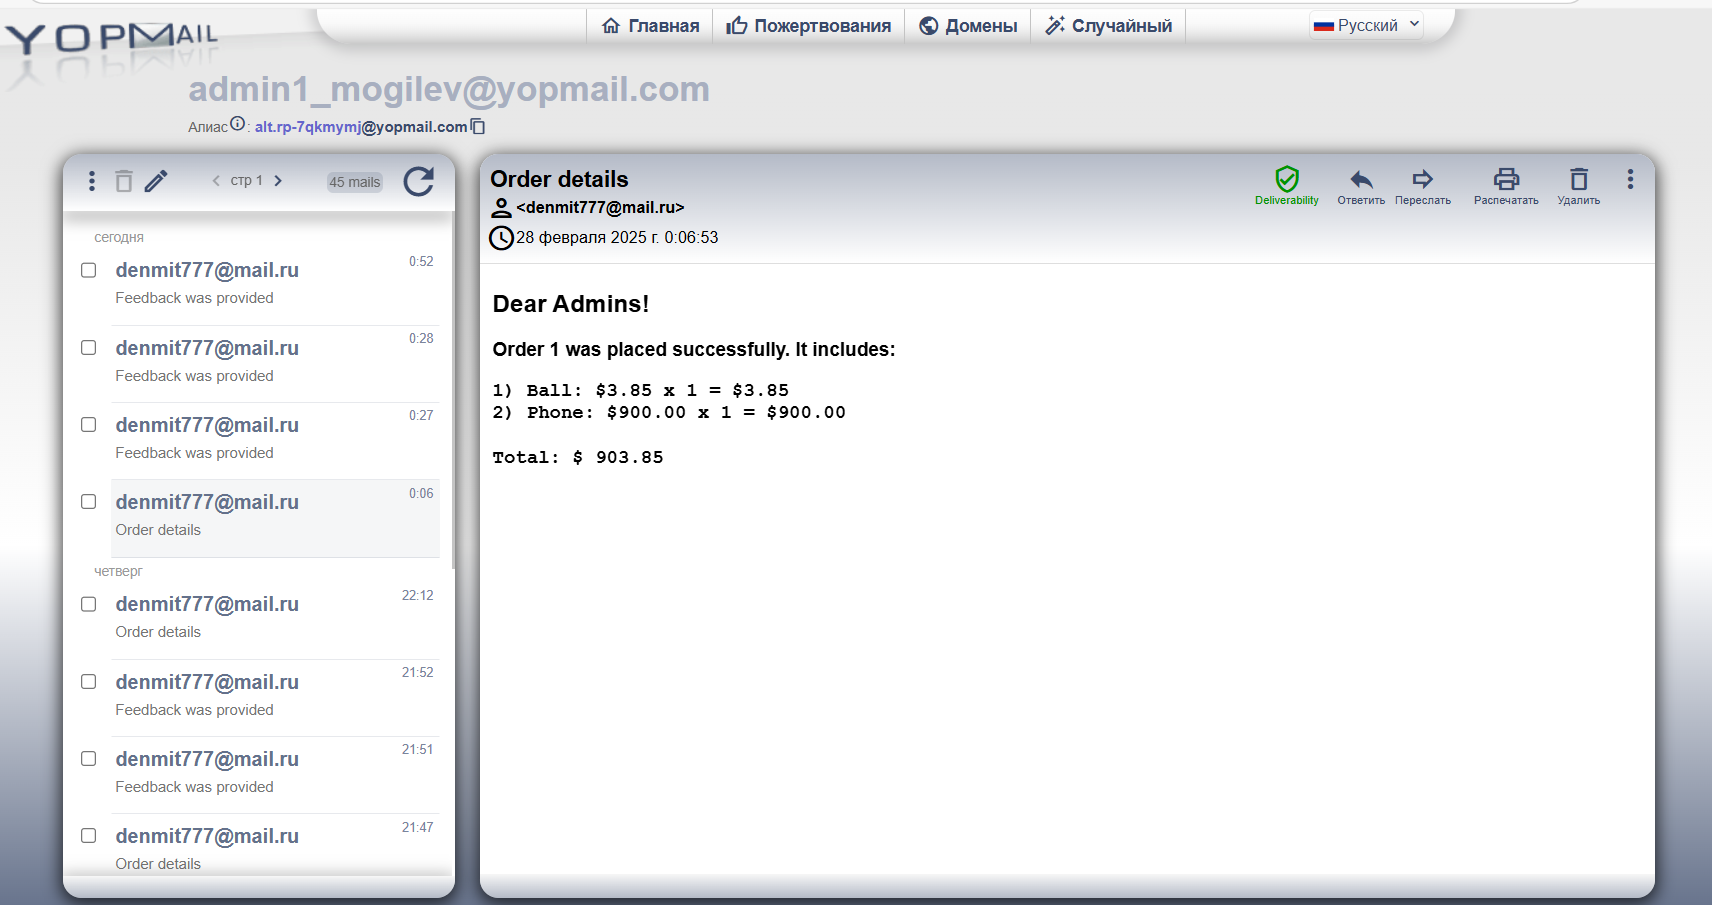 YOPMAIL
Главная
Пожертвования
Домены
Случайный
Русский
admin1_mogilev@yopmail.com
Алиас : alt.rp-7qkmymj@yopmail.com
стр 1
45 mails
сегодня
denmit777@mail.ru 0:52
Feedback was provided
denmit777@mail.ru 0:28
Feedback was provided
denmit777@mail.ru 0:27
Feedback was provided
denmit777@mail.ru 0:06
Order details
четверг
denmit777@mail.ru 22:12
Order details
denmit777@mail.ru 21:52
Feedback was provided
denmit777@mail.ru 21:51
Feedback was provided
denmit777@mail.ru 21:47
Order details
Order details
<denmit777@mail.ru>
28 февраля 2025 г. 0:06:53
Deliverability
Ответить
Переслать
Распечатать
Удалить
Dear Admins!
Order 1 was placed successfully. It includes:
1) Ball: $3.85 x 1 = $3.85
2) Phone: $900.00 x 1 = $900.00
Total: $ 903.85